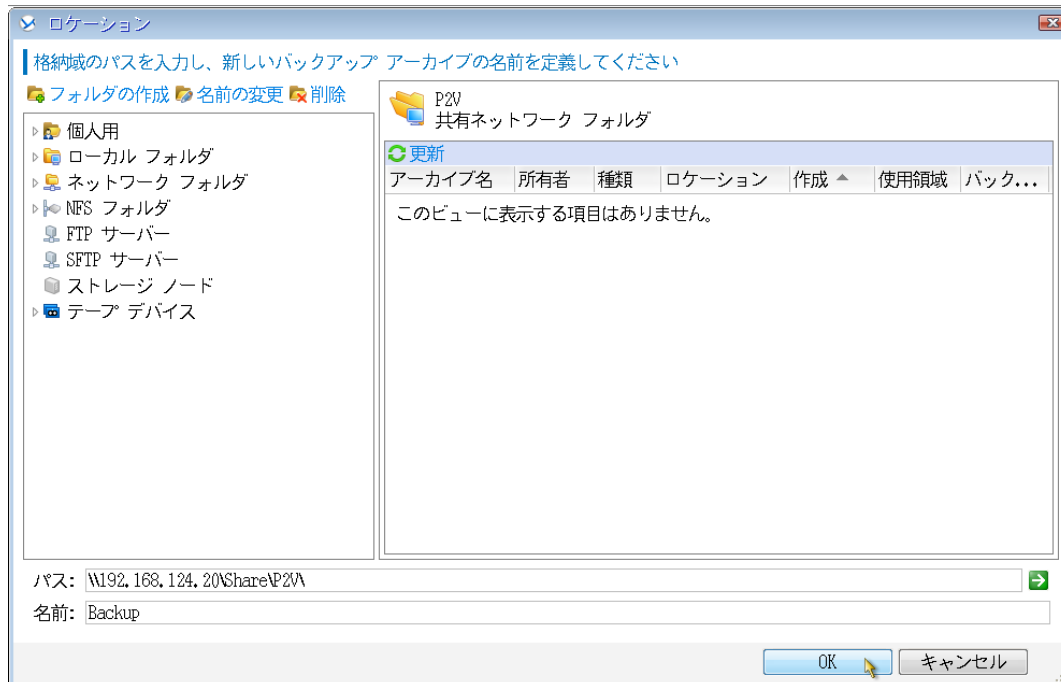 ロケーション
格納域のパスを入力し、新しいバックアップ アーカイブの名前を定義してください
フォルダの作成 名前の変更 削除
個人用
ローカル フォルダ
ネットワーク フォルダ
NFS フォルダ
FTP サーバー
SFTP サーバー
ストレージ ノード
テープ デバイス
P2V
共有ネットワーク フォルダ
更新
アーカイブ名 所有者 種類 ロケーション 作成 使用領域 バック...
このビューに表示する項目はありません。
パス: \\192.168.124.20\Share\P2V\
名前: Backup
OK キャンセル